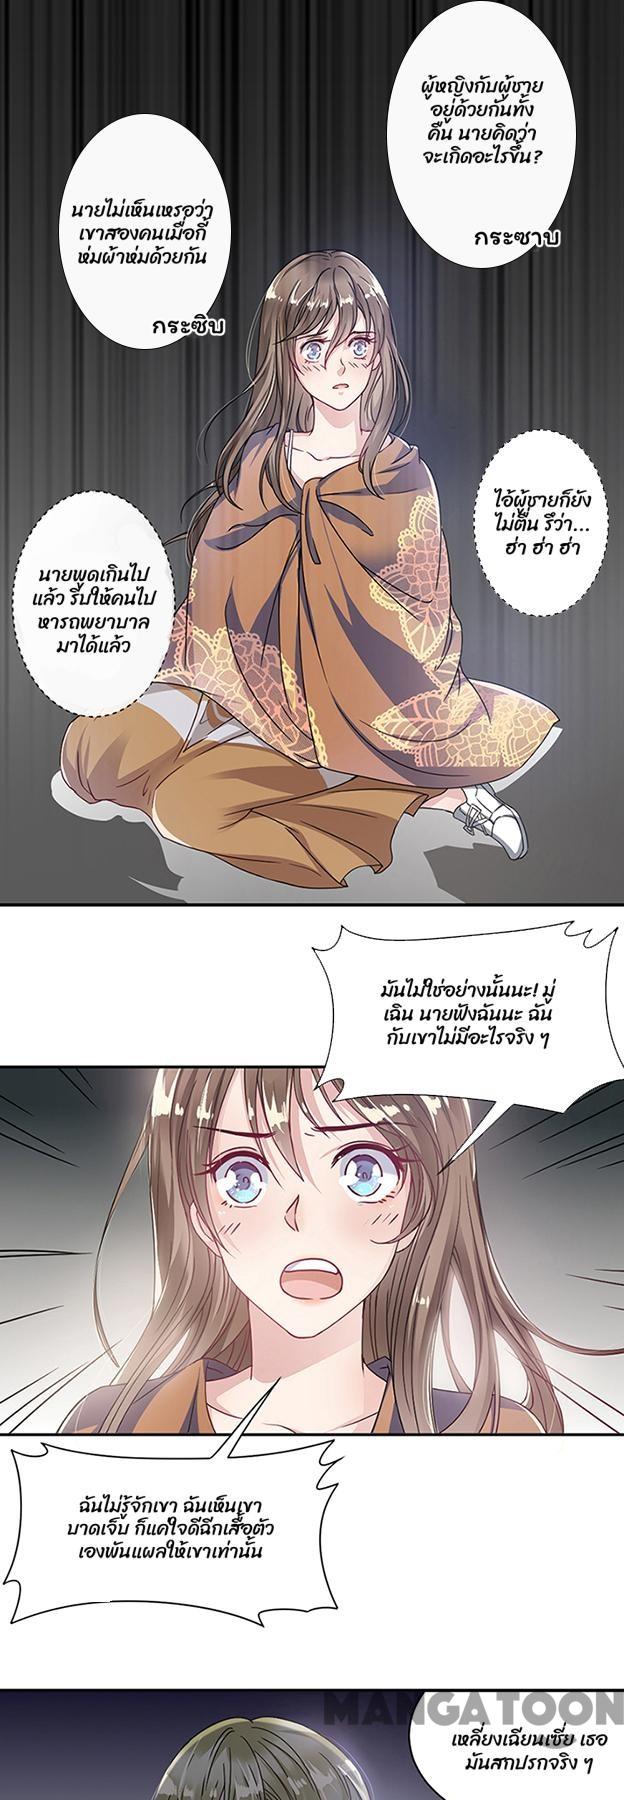 ผู้หญิงกับผู้ชาย
อยู่ด้วยกันทั้ง
คืน นายคิดว่า
จะเกิดอะไรขึ้น?
กระซาบ
นายไม่เห็นเหรอว่า
เขาสองคนเมื่อกี้
ห่มผ้าห่มด้วยกัน
กระซิบ
ไอ้ผู้ชายก็ยัง
ไม่ตื่น รึว่า...
ฮ่า ฮ่า ฮ่า
นายพูดเกินไป
แล้ว รีบให้คนไป
หารถพยาบาล
มาได้แล้ว
มันไม่ใช่อย่างนั้นนะ! มู่
เฉิน นายฟังฉันนะ ฉัน
กับเขาไม่มีอะไรจริง ๆ
ฉันไม่รู้จักเขา ฉันเห็นเขา
บาดเจ็บ ก็แค่ใจดีฉีกเสื้อตัว
เองพันแผลให้เขาเท่านั้น
MANGATOON
เหลี่ยงเฉียนเซี่ย เธอ
มันสกปรกจริง ๆ